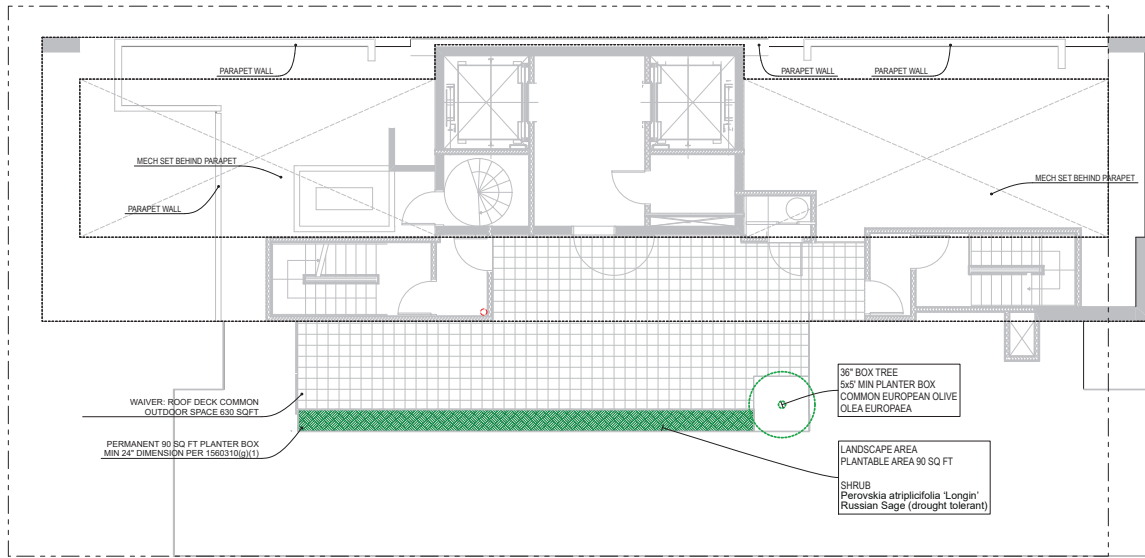 PARAPET WALL
PARAPET WALL
PARAPET WALL
MECH SET BEHIND PARAPET
MECH SET BEHIND PARAPET
PARAPET WALL
36" BOX TREE
5x5' MIN PLANTER BOX
COMMON EUROPEAN OLIVE
OLEA EUROPAEA
WAIVER: ROOF DECK COMMON
OUTDOOR SPACE 630 SQFT
PERMANENT 90 SQ FT PLANTER BOX
MIN 24" DIMENSION PER 1560310(g)(1)
LANDSCAPE AREA
PLANTABLE AREA 90 SQ FT
SHRUB
Perovskia atriplicifolia 'Longin'
Russian Sage (drought tolerant)